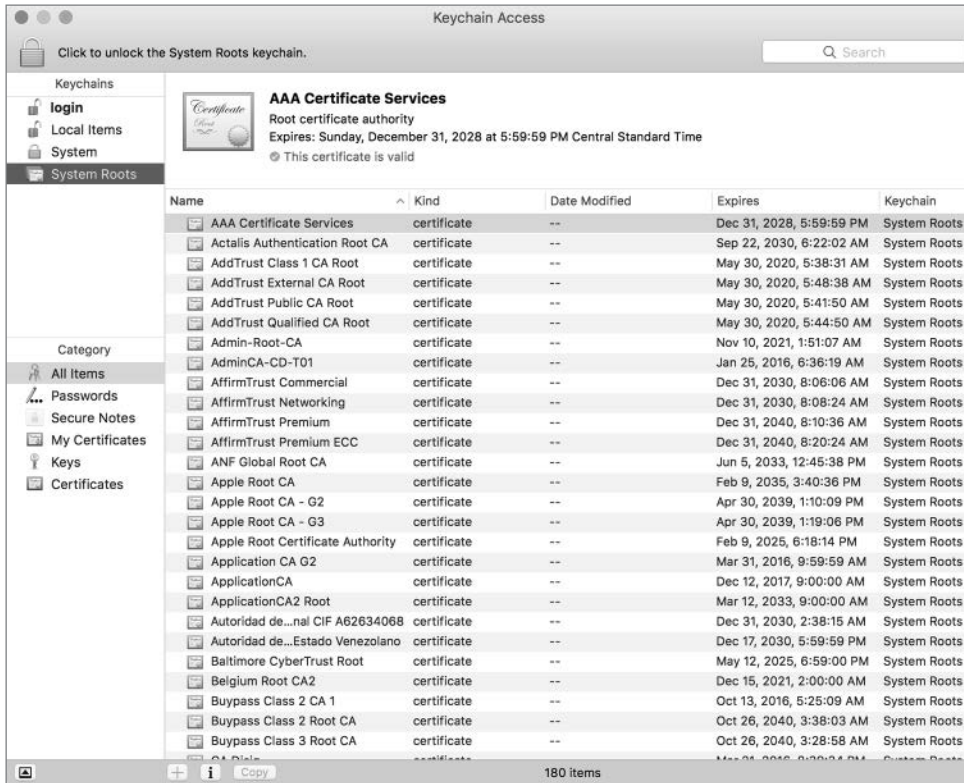 Keychain Access
Click to unlock the System Roots keychain.
Search
Keychains
login
Local Items
System
System Roots
Certificate
Root
AAA Certificate Services
Root certificate authority
Expires: Sunday, December 31, 2028 at 5:59:59 PM Central Standard Time
This certificate is valid
Name Kind Date Modified Expires Keychain
AAA Certificate Services certificate -- Dec 31, 2028, 5:59:59 PM System Roots
Actalis Authentication Root CA certificate -- Sep 22, 2030, 6:22:02 AM System Roots
AddTrust Class 1 CA Root certificate -- May 30, 2020, 5:38:31 AM System Roots
AddTrust External CA Root certificate -- May 30, 2020, 5:48:38 AM System Roots
AddTrust Public CA Root certificate -- May 30, 2020, 5:41:50 AM System Roots
AddTrust Qualified CA Root certificate -- May 30, 2020, 5:44:50 AM System Roots
Admin-Root-CA certificate -- Nov 10, 2021, 1:51:07 AM System Roots
AdminCA-CD-T01 certificate -- Jan 25, 2016, 6:36:19 AM System Roots
AffirmTrust Commercial certificate -- Dec 31, 2030, 8:06:06 AM System Roots
AffirmTrust Networking certificate -- Dec 31, 2030, 8:08:24 AM System Roots
AffirmTrust Premium certificate -- Dec 31, 2040, 8:10:36 AM System Roots
AffirmTrust Premium ECC certificate -- Dec 31, 2040, 8:20:24 AM System Roots
ANF Global Root CA certificate -- Jun 5, 2033, 12:45:38 PM System Roots
Apple Root CA certificate -- Feb 9, 2035, 3:40:36 PM System Roots
Apple Root CA - G2 certificate -- Apr 30, 2039, 1:10:09 PM System Roots
Apple Root CA - G3 certificate -- Apr 30, 2039, 1:19:06 PM System Roots
Apple Root Certificate Authority certificate -- Feb 9, 2025, 6:18:14 PM System Roots
Application CA G2 certificate -- Mar 31, 2016, 9:59:59 AM System Roots
ApplicationCA certificate -- Dec 12, 2017, 9:00:00 AM System Roots
ApplicationCA2 Root certificate -- Mar 12, 2033, 9:00:00 AM System Roots
Autoridad de...nal CIF A62634068 certificate -- Dec 31, 2030, 2:38:15 AM System Roots
Autoridad de...Estado Venezolano certificate -- Dec 17, 2030, 5:59:59 PM System Roots
Baltimore CyberTrust Root certificate -- May 12, 2025, 6:59:00 PM System Roots
Belgium Root CA2 certificate -- Dec 15, 2021, 2:00:00 AM System Roots
Buypass Class 2 CA 1 certificate -- Oct 13, 2016, 5:25:09 AM System Roots
Buypass Class 2 Root CA certificate -- Oct 26, 2040, 3:38:03 AM System Roots
Buypass Class 3 Root CA certificate -- Oct 26, 2040, 3:28:58 AM System Roots
Category
All Items
Passwords
Secure Notes
My Certificates
Keys
Certificates
Copy
180 items